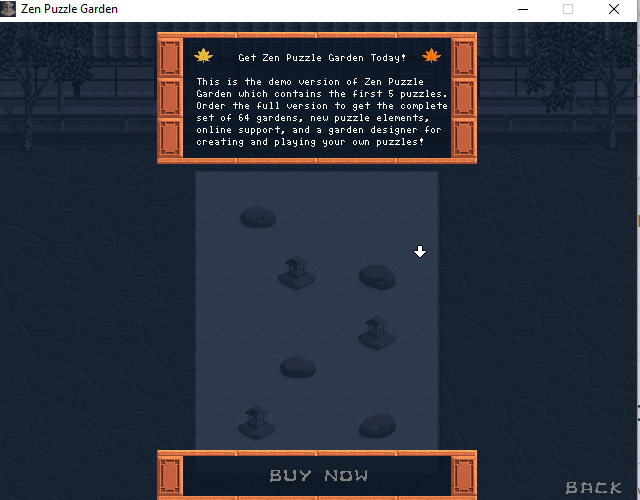 Zen Puzzle Garden
Get Zen Puzzle Garden Today!
This is the demo version of Zen Puzzle
Garden which contains the first 5 puzzles.
Order the full version to get the complete
set of 64 gardens, new puzzle elements,
online support, and a garden designer for
creating and playing your own puzzles!
BUY NOW
BACK